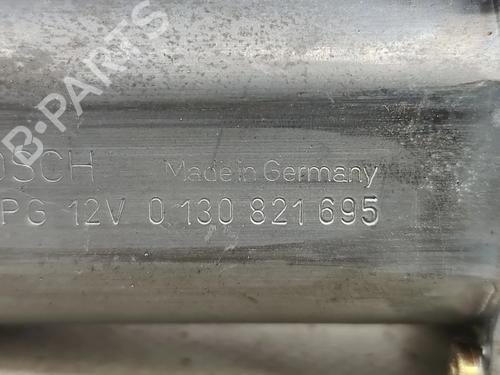 B-PARTS
OSCH Made in Germany
PG 12V 0 130 821 695